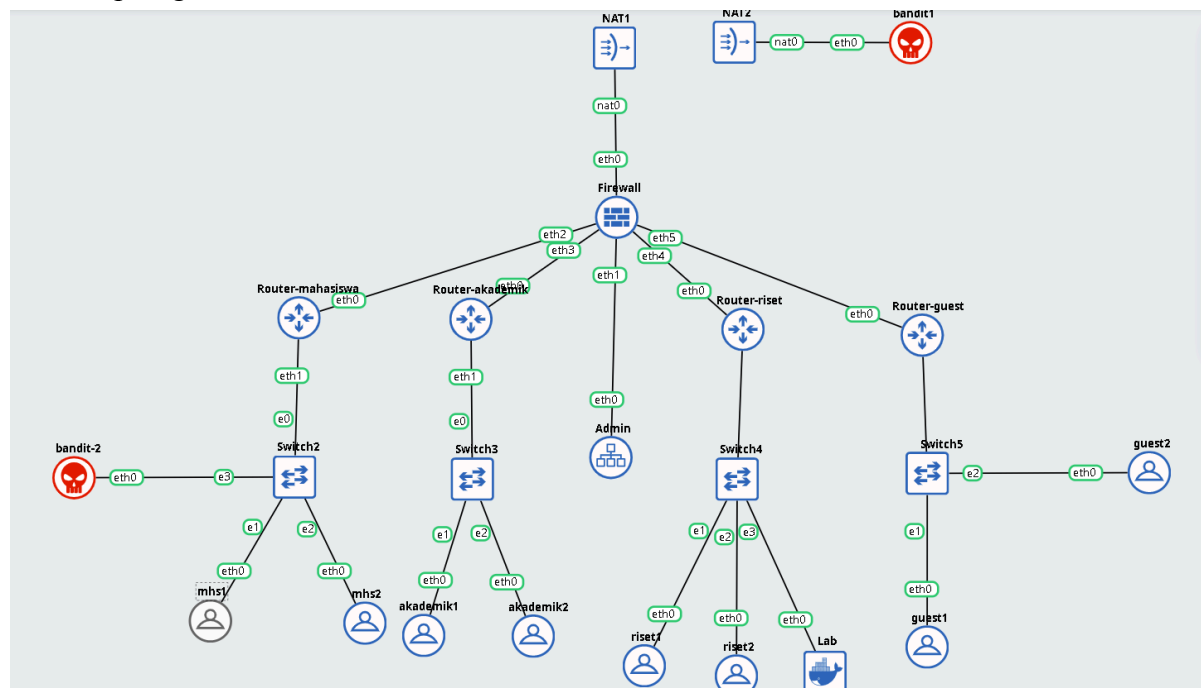 NAT1
NAT2
bandit1
nat0
eth0
nat0
eth0
Firewall
eth2
eth3
eth1
eth4
eth5
Router-mahasiswa
eth0
Router-akademik
eth0
Router-riset
eth0
Router-guest
eth0
eth1
eth1
eth0
e0
e0
Admin
bandit-2
eth0
e3
Switch2
Switch3
Switch4
Switch5
e2
eth0
guest2
e1
e2
e1
e2
e1
e2
e3
e1
eth0
eth0
eth0
eth0
eth0
eth0
eth0
eth0
mhs1
mhs2
akademik1
akademik2
riset1
riset2
Lab
guest1